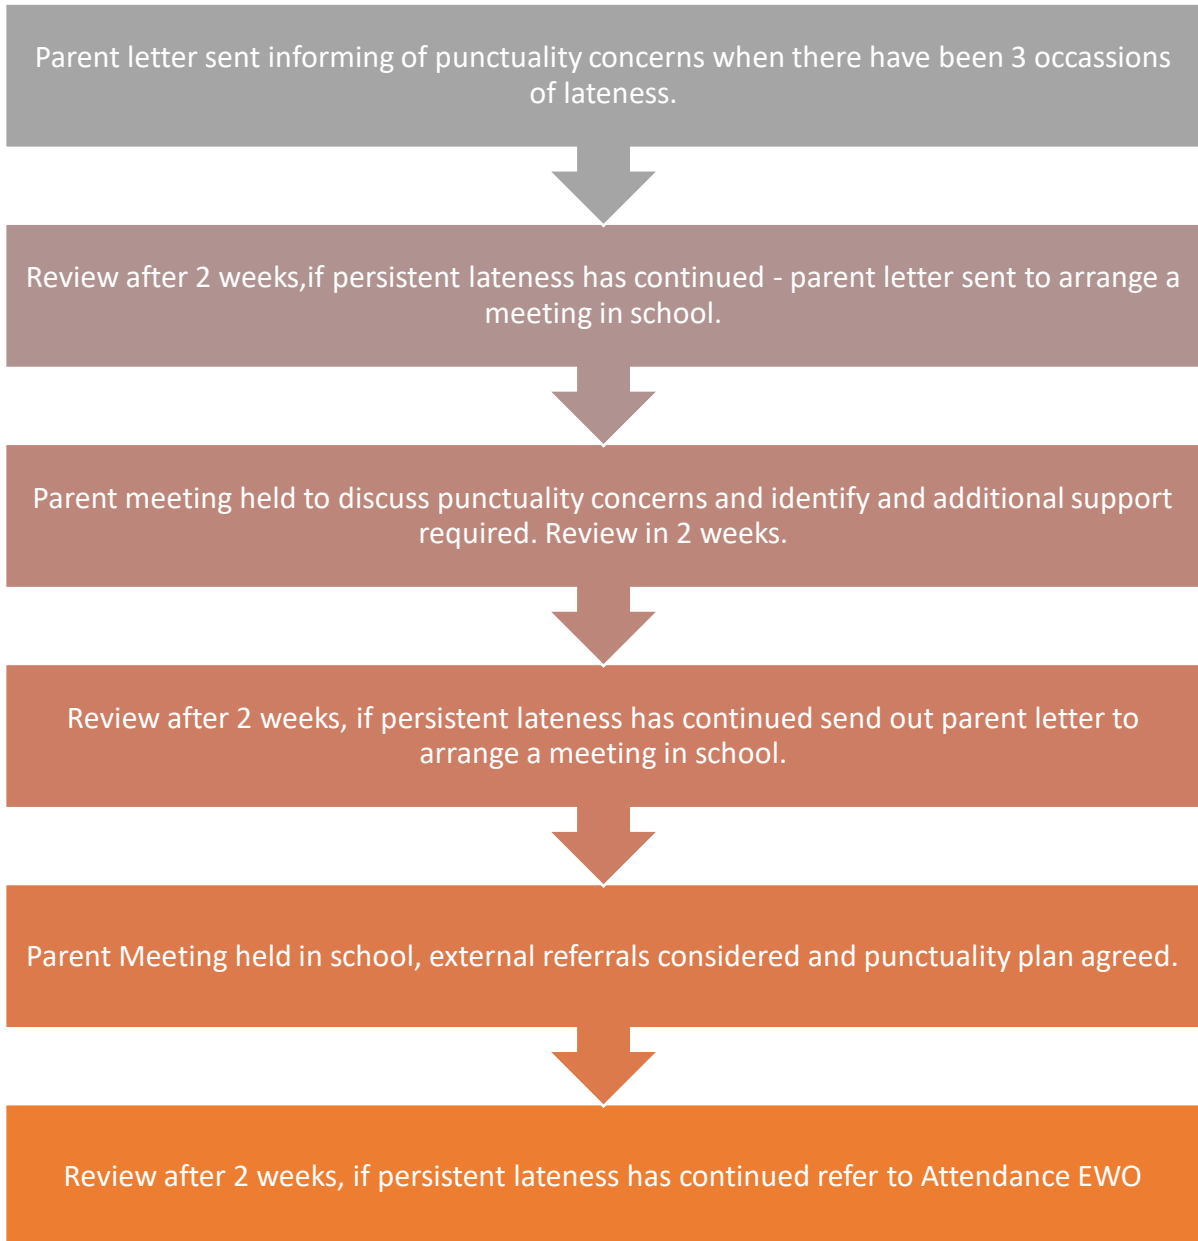 Parent letter sent informing of punctuality concerns when there have been 3 occassions
of lateness.
Review after 2 weeks,if persistent lateness has continued - parent letter sent to arrange a
meeting in school.
Parent meeting held to discuss punctuality concerns and identify and additional support
required. Review in 2 weeks.
Review after 2 weeks, if persistent lateness has continued send out parent letter to
arrange a meeting in school.
Parent Meeting held in school, external referrals considered and punctuality plan agreed.
Review after 2 weeks, if persistent lateness has continued refer to Attendance EWO